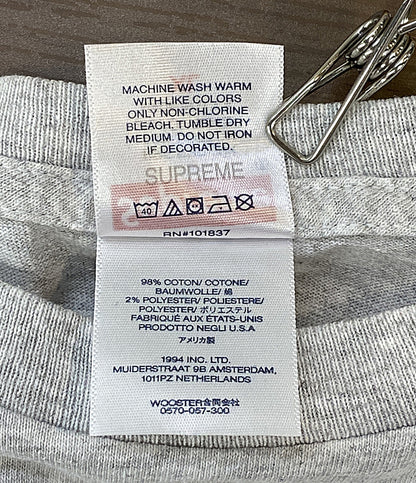 MACHINE WASH WARM
WITH LIKE COLORS
ONLY NON-CHLORINE
BLEACH. TUMBLE DRY
MEDIUM. DO NOT IRON
IF DECORATED.
SUPREME
40
RN#101837
98% COTTON/ COTONE/
BAUMWOLLE/ 綿
2% POLYESTER/ POLIESTERE/
POLYESTER/ ポリエステル
FABRIQUÉ AUX ÉTATS-UNIS
PRODOTTO NEGLI U.S.A
アメリカ製
1994 INC. LTD.
MUIDERSTRAAT 9B AMSTERDAM,
1011PZ NETHERLANDS
WOOSTER合同会社
0570-057-300